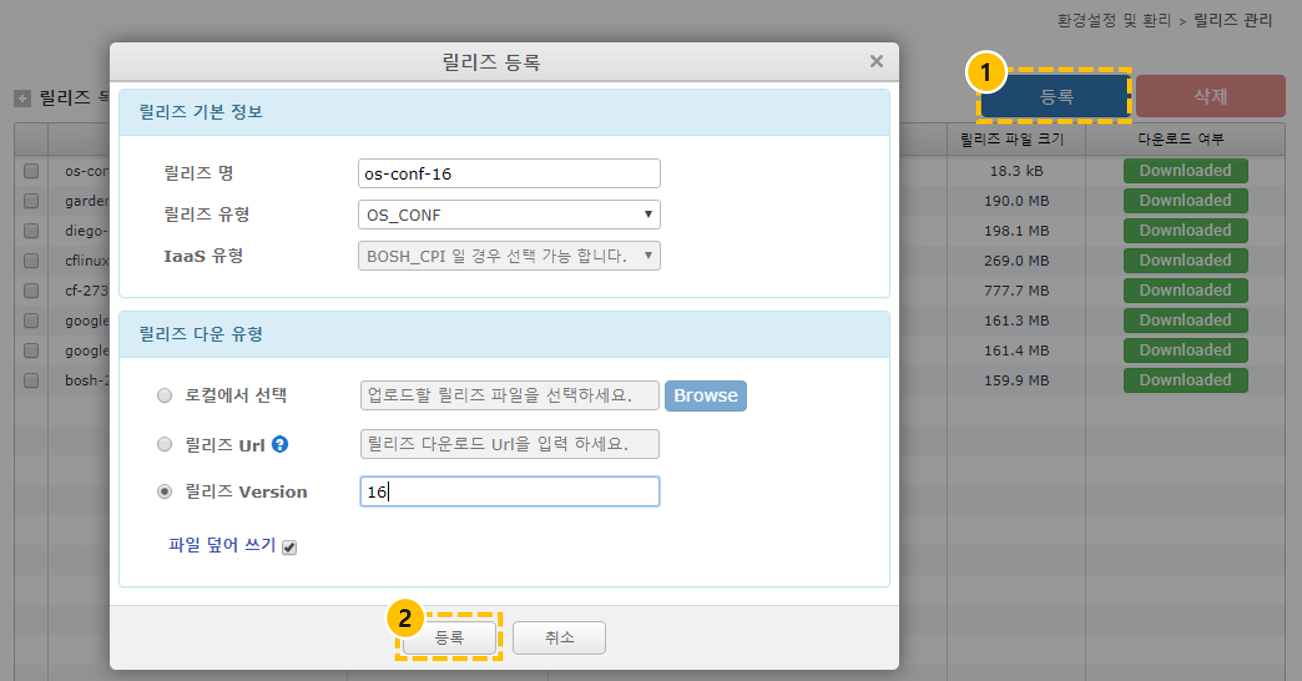 환경설정 및 환리 > 릴리즈 관리
릴리즈 등록 ×
1
릴리즈
등록 삭제
릴리즈 기본 정보
릴리즈 파일 크기 다운로드 여부
릴리즈 명 os-conf-16
릴리즈 유형 OS_CONF
IaaS 유형 BOSH_CPI 일 경우 선택 가능 합니다.
os-con 18.3 kB Downloaded
garden 190.0 MB Downloaded
diego- 198.1 MB Downloaded
cflinux 269.0 MB Downloaded
cf-273 777.7 MB Downloaded
google 161.3 MB Downloaded
google 161.4 MB Downloaded
bosh-2 159.9 MB Downloaded
릴리즈 다운 유형
로컬에서 선택 업로드할 릴리즈 파일을 선택하세요. Browse
릴리즈 Url ? 릴리즈 다운로드 Url을 입력 하세요.
릴리즈 Version 16
파일 덮어 쓰기
2
등록 취소